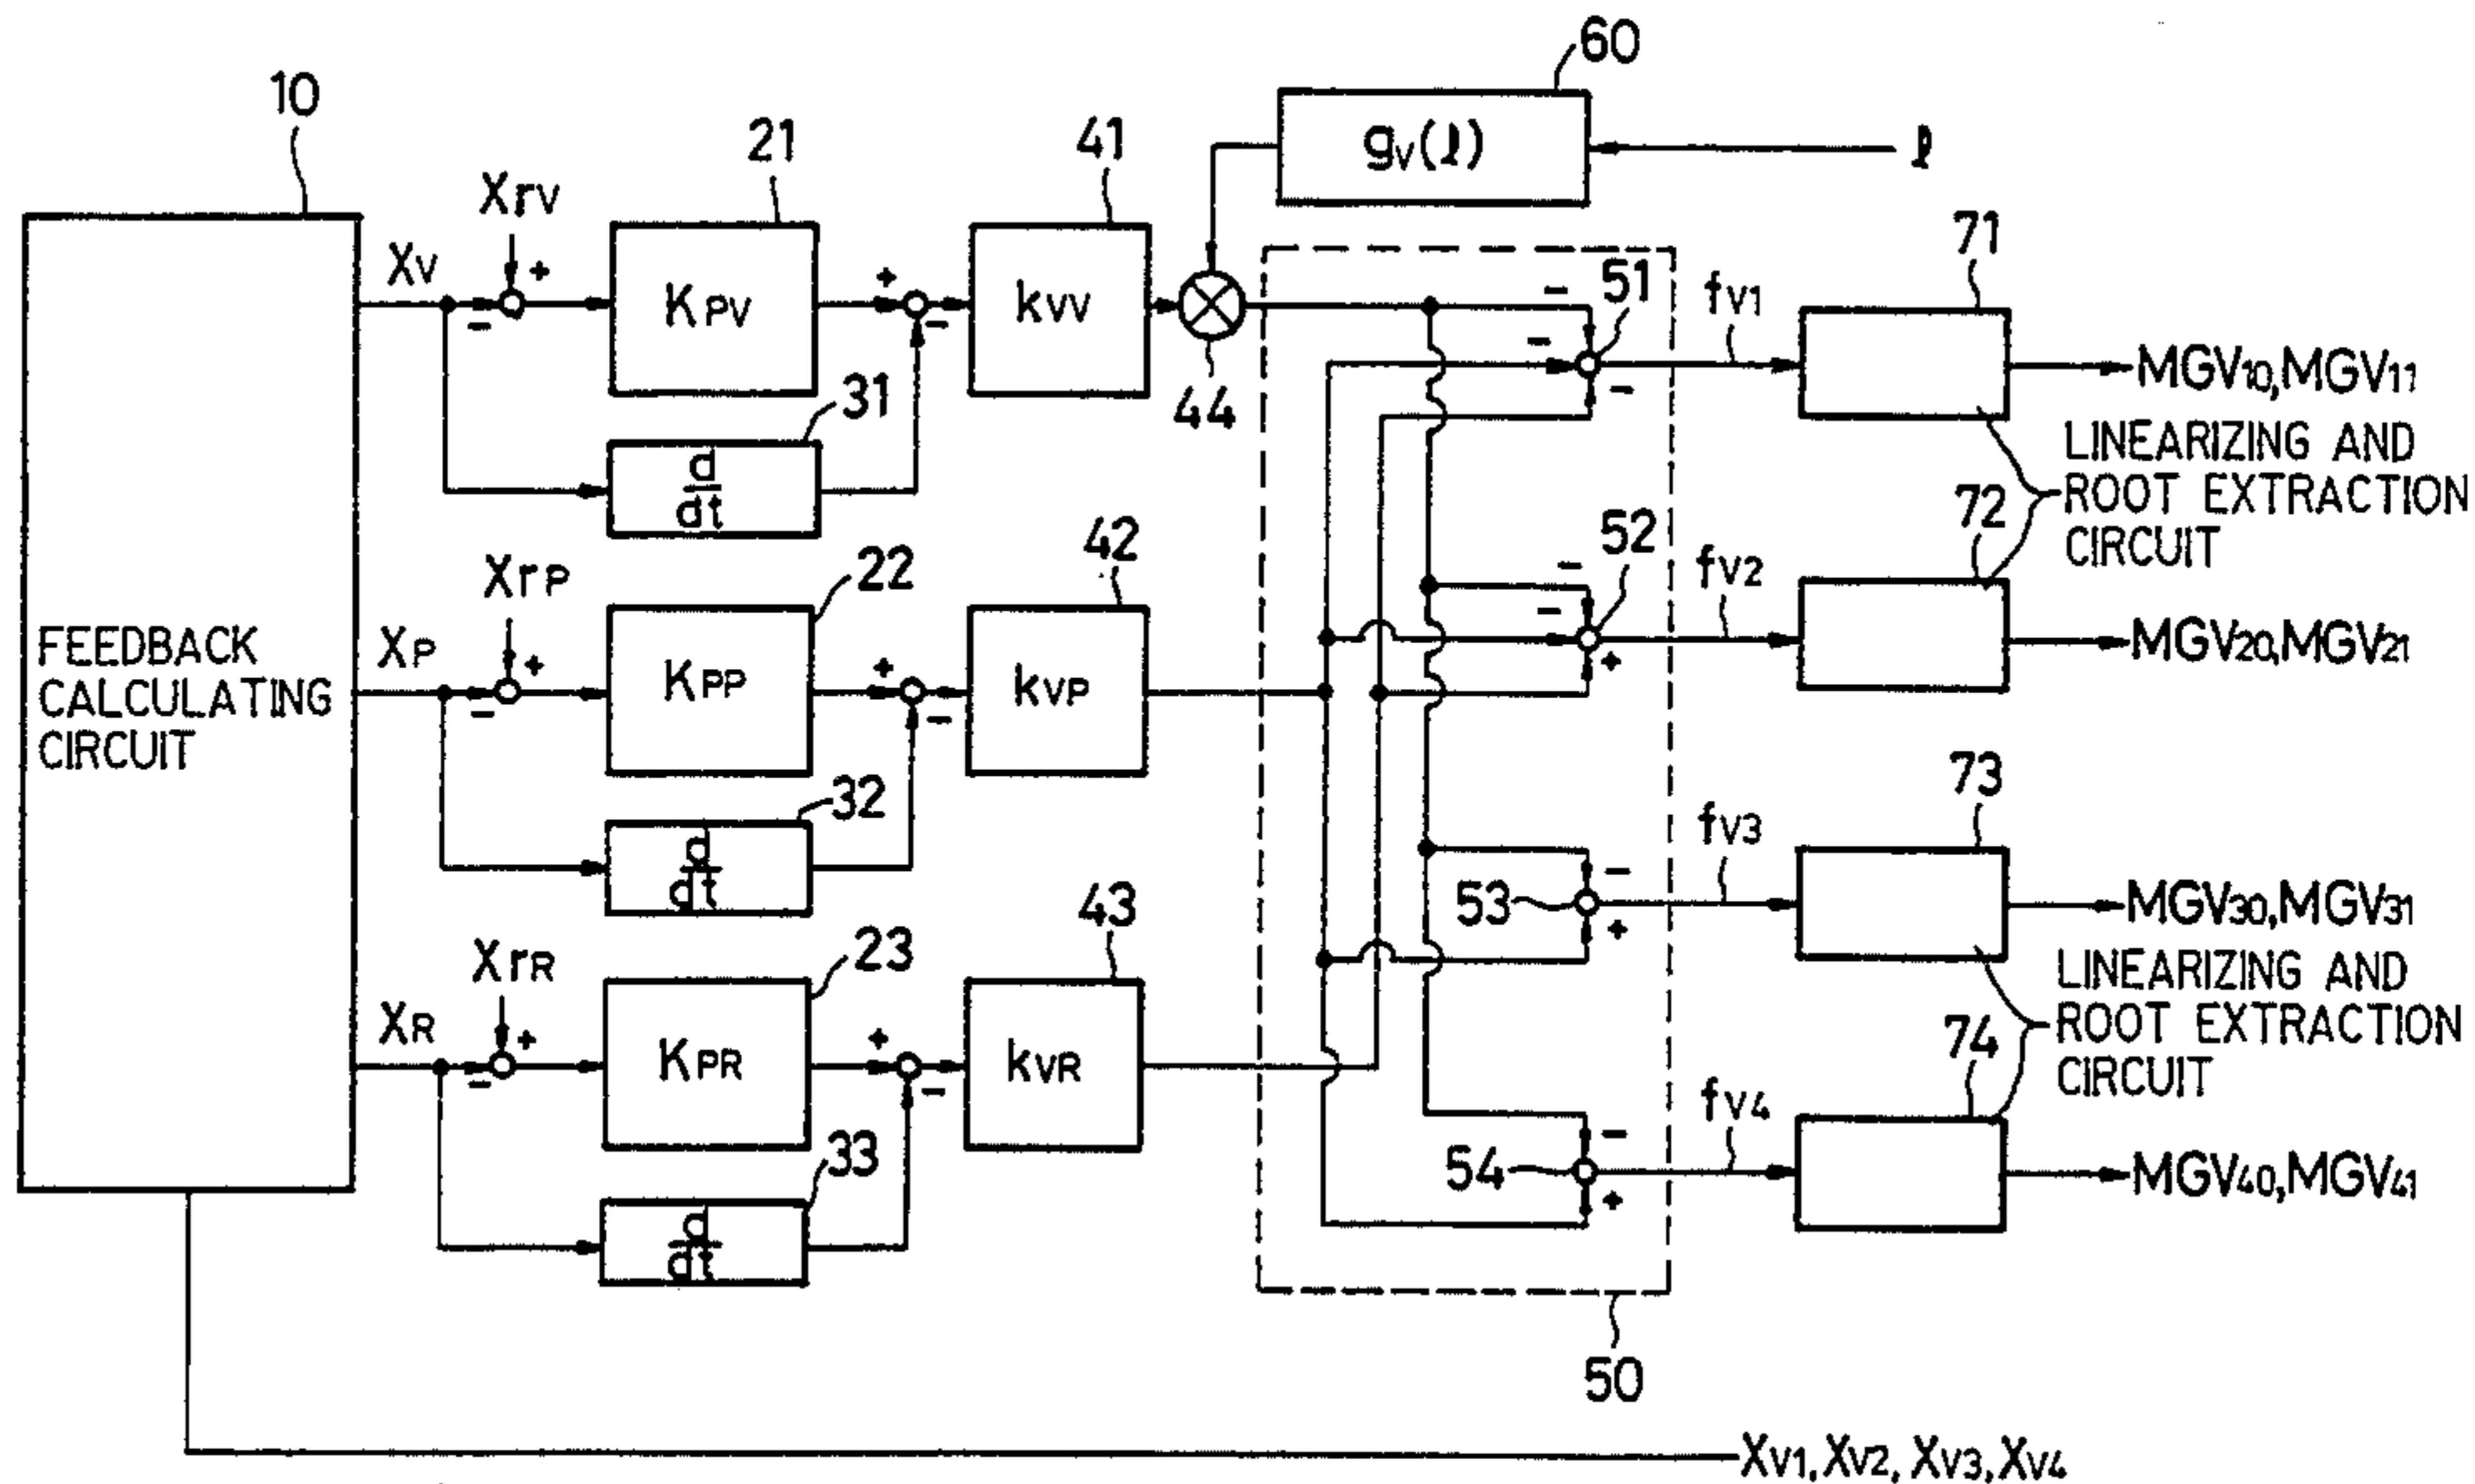 60
10
21
41
gV(l)
l
XrV
71
XV
+
KPV
+
kVV
-
51
fV1
-
-
-
-
31
44
MGV10,MGV11
d
dt
LINEARIZING AND
ROOT EXTRACTION
CIRCUIT
72
52
fV2
42
XrP
22
-
-
FEEDBACK
CALCULATING
CIRCUIT
XP
+
KPP
+
kVP
+
MGV20,MGV21
-
-
32
73
d
dt
fV3
43
-
53
MGV30,MGV31
+
XrR
23
LINEARIZING AND
ROOT EXTRACTION
CIRCUIT
XR
+
KPR
+
kVR
74
-
-
fV4
33
-
54
MGV40,MGV41
+
d
dt
50
XV1, XV2, XV3, XV4